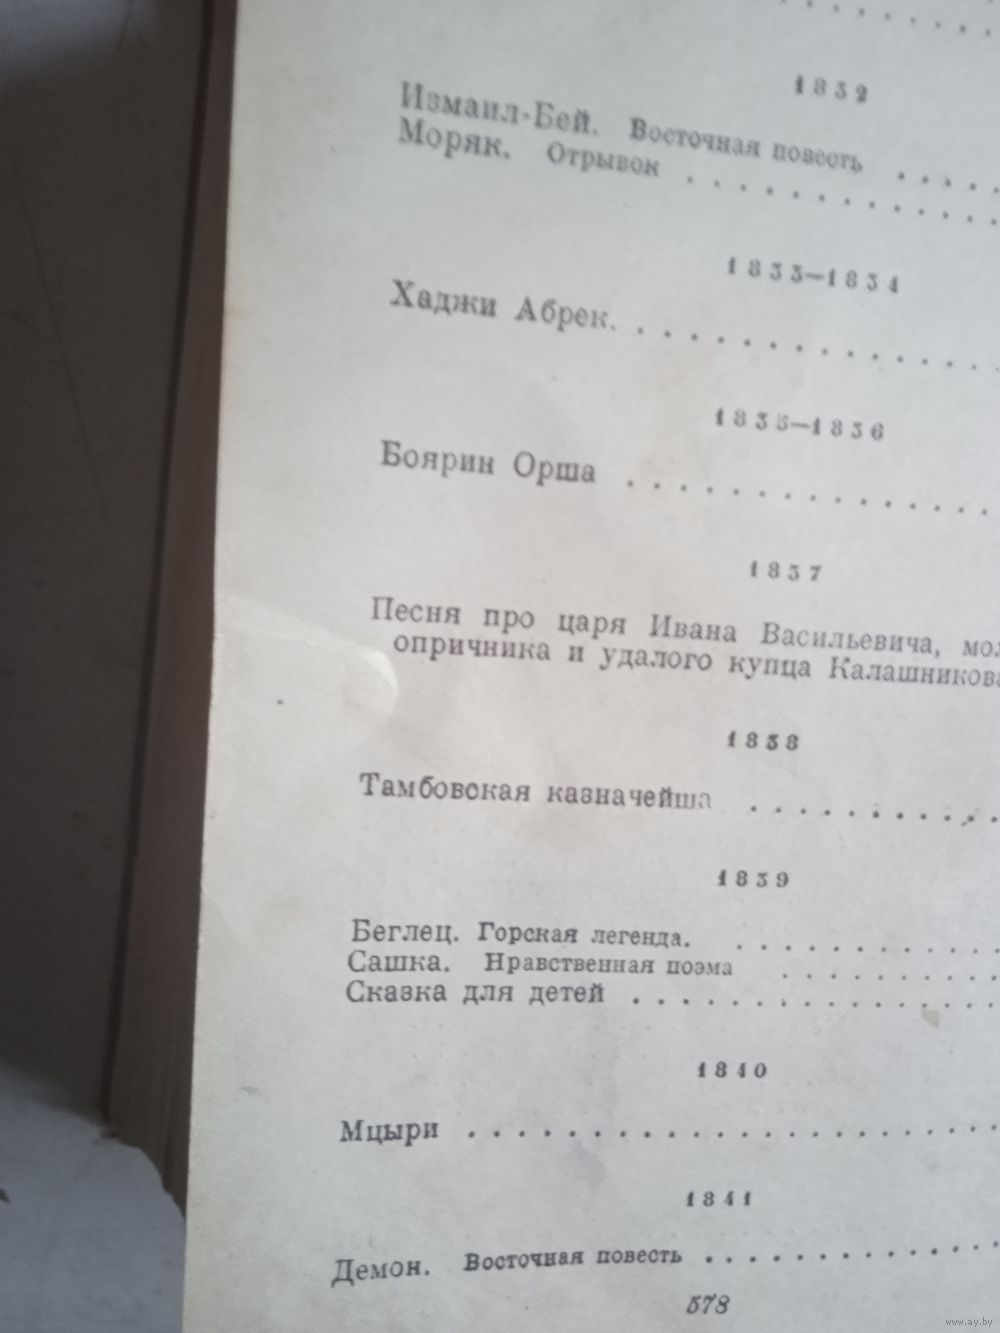 1832
Измаил-Бей. Восточная повесть . . . . .
Моряк. Отрывок . . . . . . . . . . . . .
1833—1834
Хаджи Абрек. . . . . . . . . . . . . . .
1835—1836
Боярин Орша . . . . . . . . . . . . . . .
1837
Песня про царя Ивана Васильевича, мол
опричника и удалого купца Калашникова
1838
Тамбовская казначейша . . . . . . . . . . .
1839
Беглец. Горская легенда. . . . . . . . . . . .
Сашка. Нравственная поэма . . . . . . . . .
Сказка для детей . . . . . . . . . . . . . . .
1840
Мцыри . . . . . . . . . . . . . . . . . . . . . .
1841
Демон. Восточная повесть . . . . . . . . . . . .
578
www.ay.by